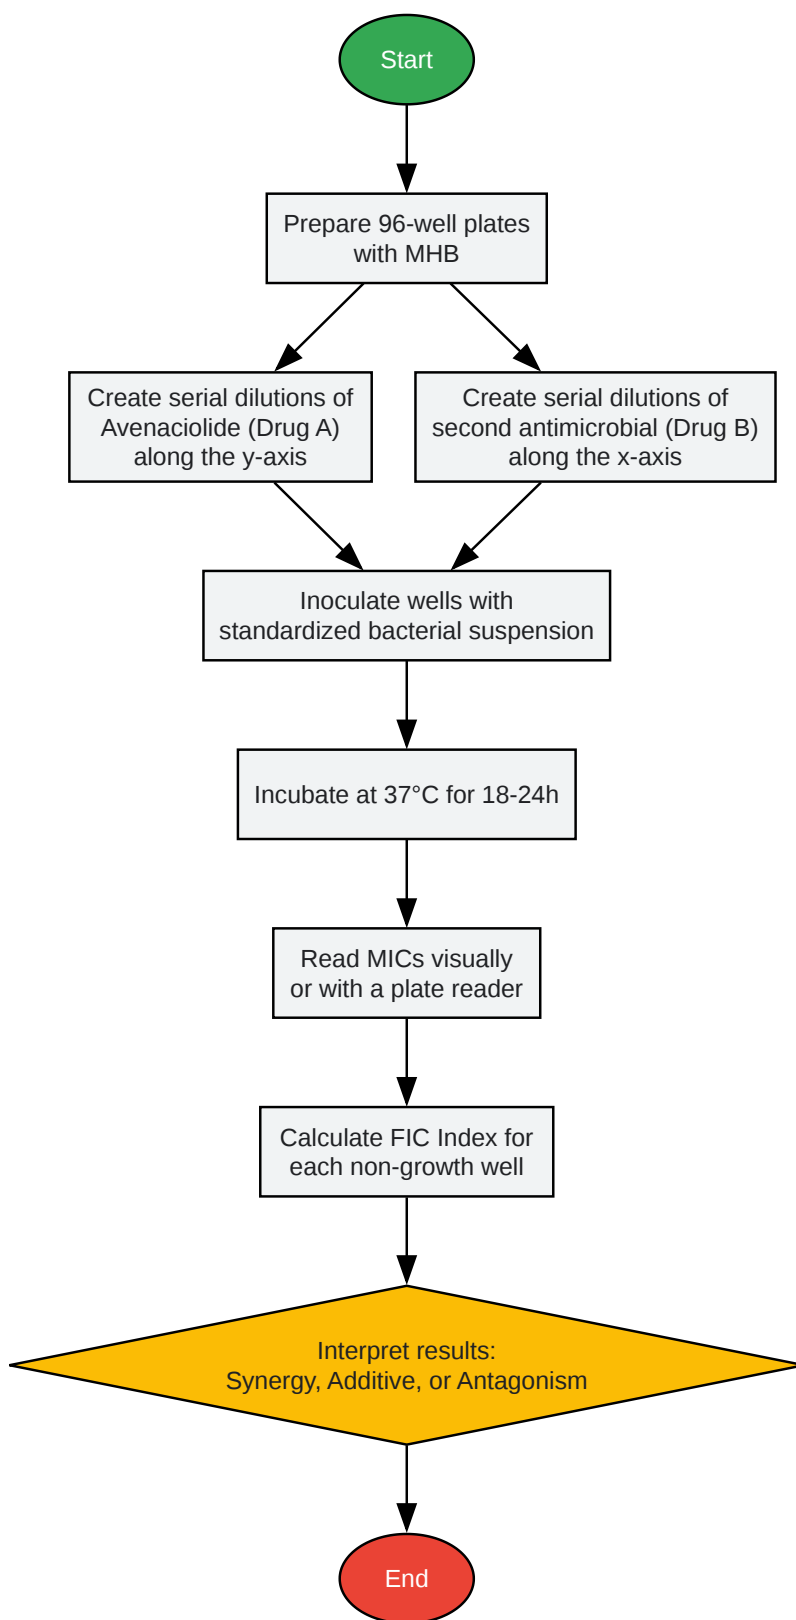 Start
Prepare 96-well plates
with MHB
Create serial dilutions of
Avenaciolide (Drug A)
along the y-axis
Create serial dilutions of
second antimicrobial (Drug B)
along the x-axis
Inoculate wells with
standardized bacterial suspension
Incubate at 37°C for 18-24h
Read MICs visually
or with a plate reader
Calculate FIC Index for
each non-growth well
Interpret results:
Synergy, Additive, or Antagonism
End